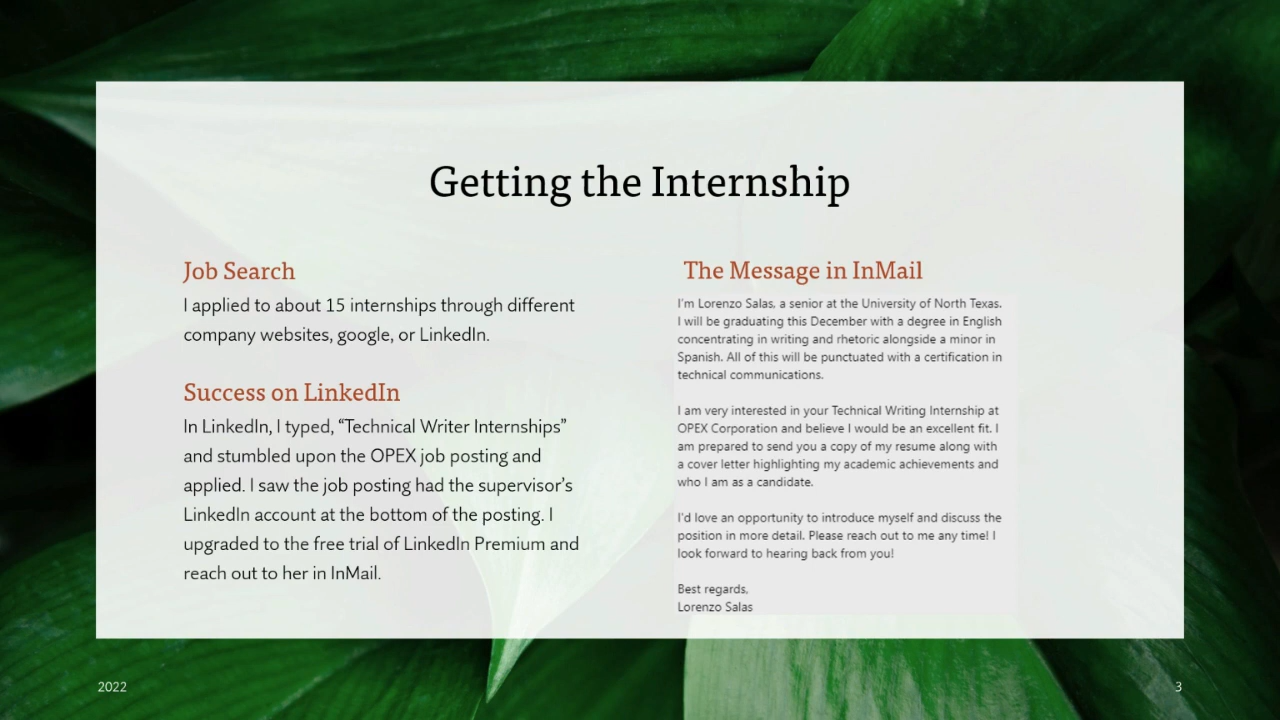 Getting the Internship
Job Search
I applied to about 15 internships through different
company websites, google, or LinkedIn.
Success on LinkedIn
In LinkedIn, I typed, “Technical Writer Internships”
and stumbled upon the OPEX job posting and
applied. I saw the job posting had the supervisor’s
LinkedIn account at the bottom of the posting. I
upgraded to the free trial of LinkedIn Premium and
reach out to her in InMail.
The Message in InMail
I'm Lorenzo Salas, a senior at the University of North Texas.
I will be graduating this December with a degree in English
concentrating in writing and rhetoric alongside a minor in
Spanish. All of this will be punctuated with a certification in
technical communications.
I am very interested in your Technical Writing Internship at
OPEX Corporation and believe I would be an excellent fit. I
am prepared to send you a copy of my resume along with
a cover letter highlighting my academic achievements and
who I am as a candidate.
I'd love an opportunity to introduce myself and discuss the
position in more detail. Please reach out to me any time! I
look forward to hearing back from you!
Best regards,
Lorenzo Salas
2022
3